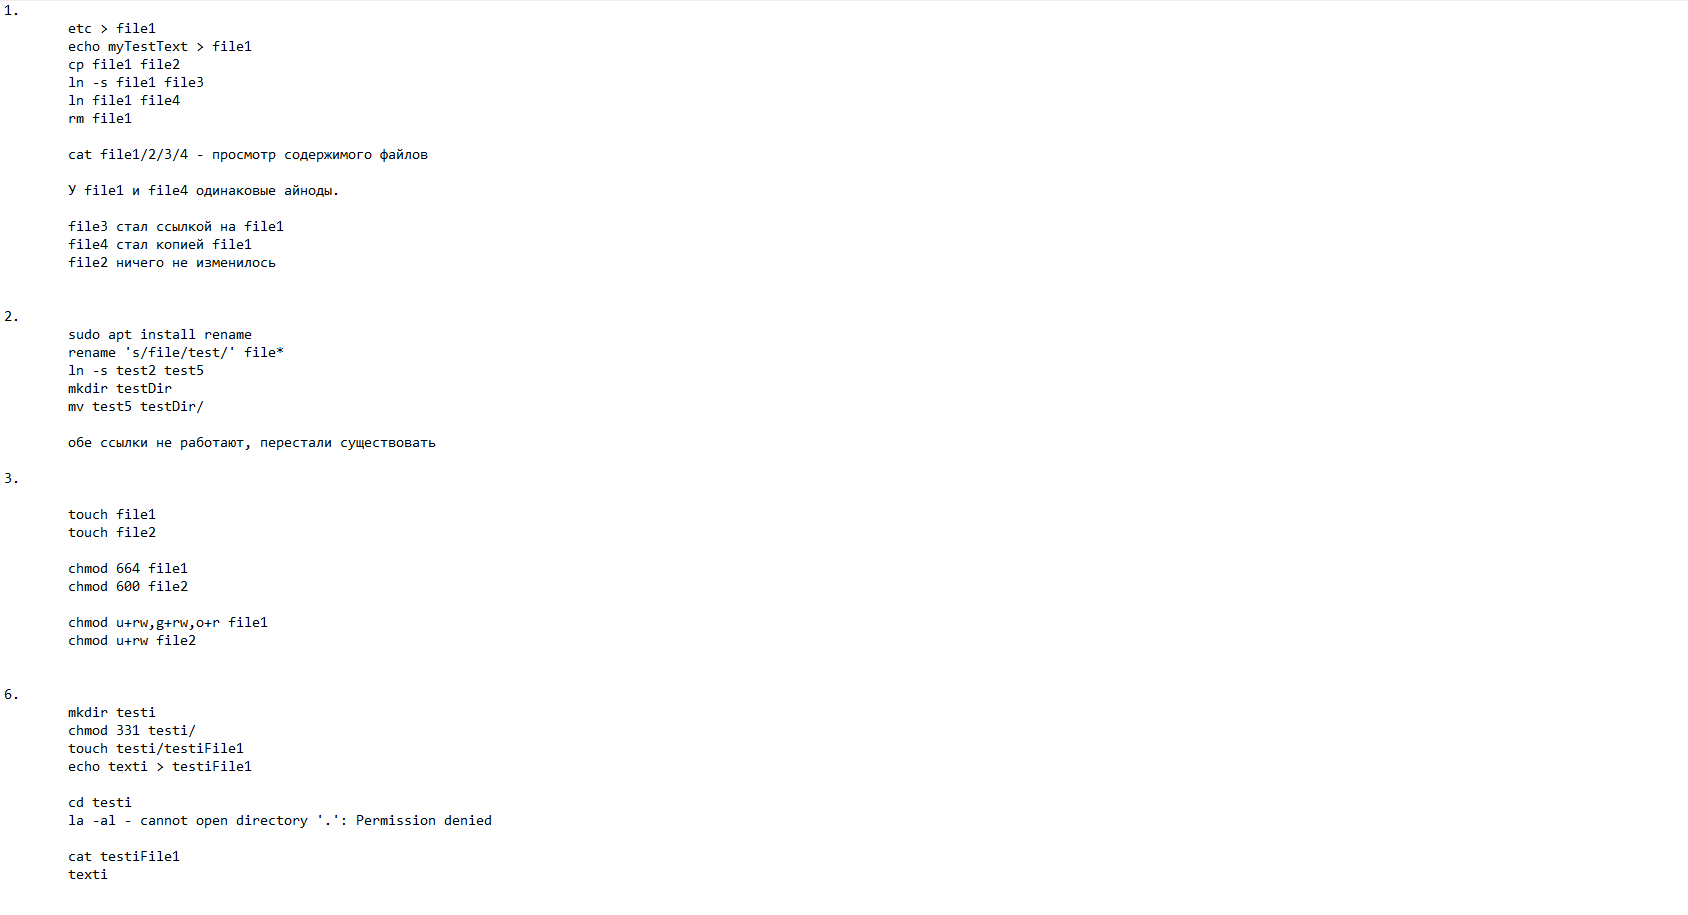 1.
etc > file1
echo myTestText > file1
cp file1 file2
ln -s file1 file3
ln file1 file4
rm file1
cat file1/2/3/4 - просмотр содержимого файлов
У file1 и file4 одинаковые айноды.
file3 стал ссылкой на file1
file4 стал копией file1
file2 ничего не изменилось
2.
sudo apt install rename
rename 's/file/test/' file*
ln -s test2 test5
mkdir testDir
mv test5 testDir/
обе ссылки не работают, перестали существовать
3.
touch file1
touch file2
chmod 664 file1
chmod 600 file2
chmod u+rw,g+rw,o+r file1
chmod u+rw file2
6.
mkdir testi
chmod 331 testi/
touch testi/testiFile1
echo texti > testiFile1
cd testi
la -al - cannot open directory '.': Permission denied
cat testiFile1
texti